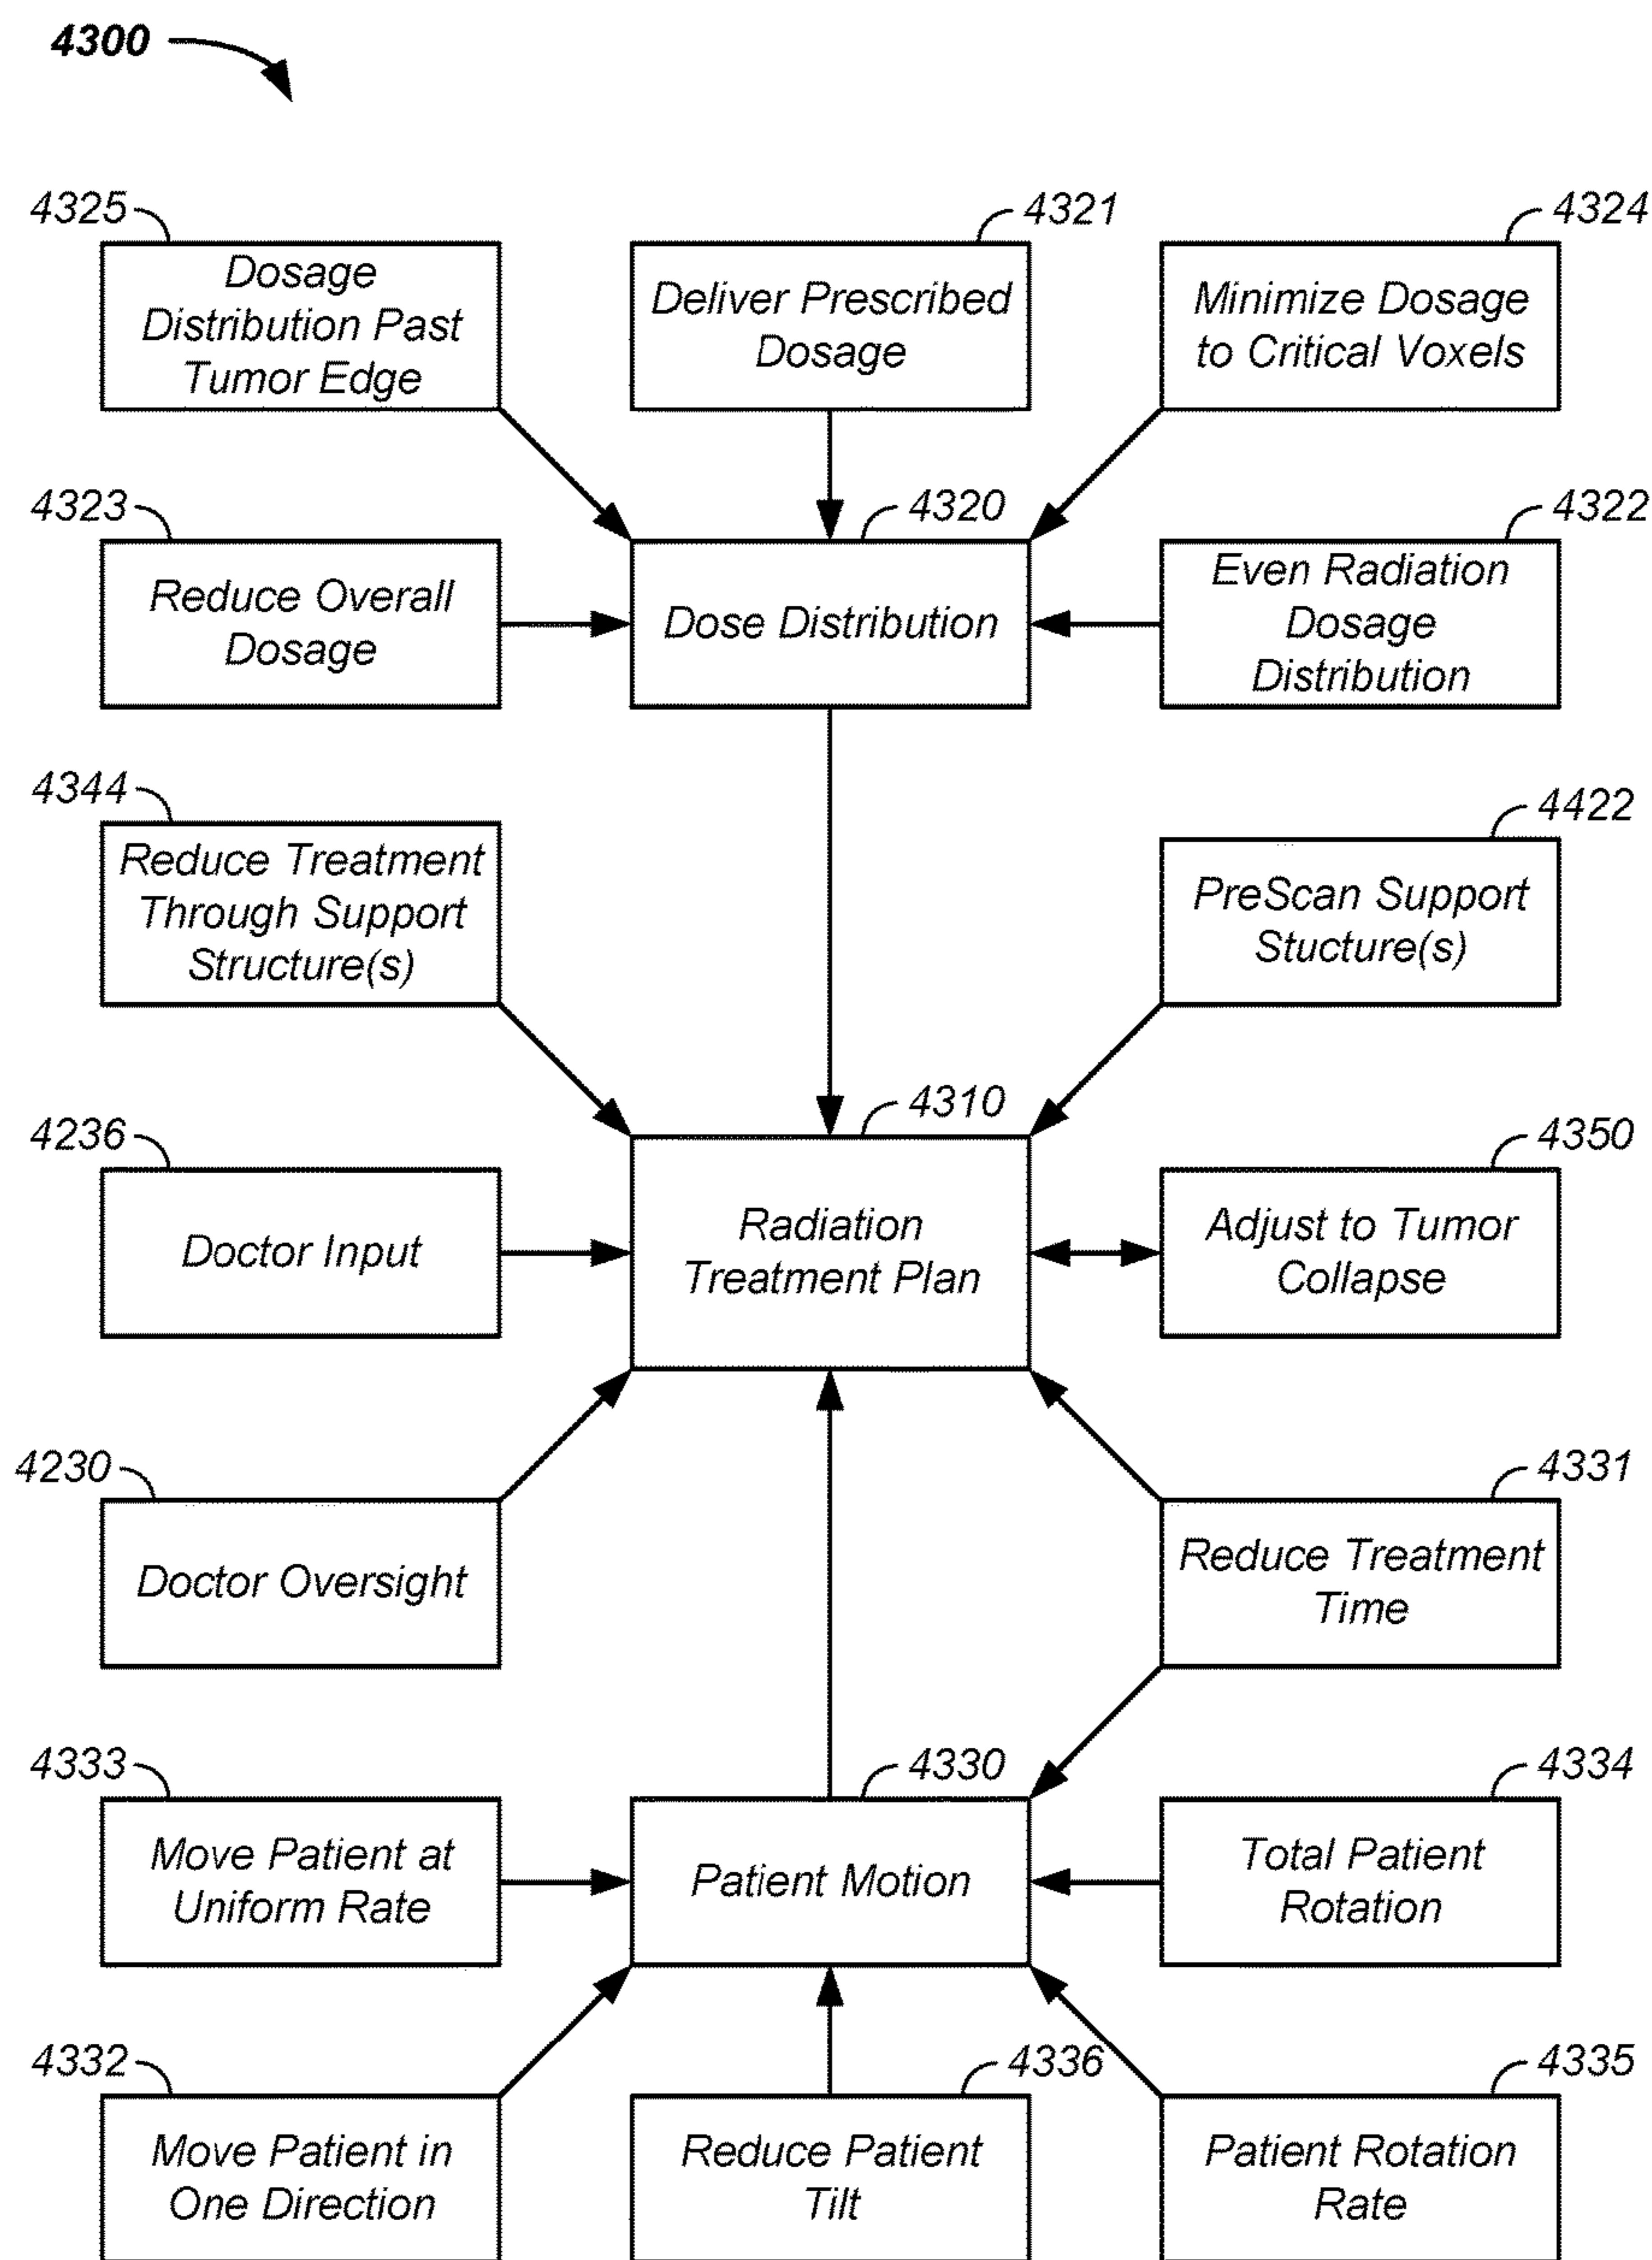 4300
4325
4321
4324
Dosage
Distribution Past
Tumor Edge
Deliver Prescribed
Dosage
Minimize Dosage
to Critical Voxels
4323
4320
4322
Reduce Overall
Dosage
Dose Distribution
Even Radiation
Dosage
Distribution
4344
4422
Reduce Treatment
Through Support
Structure(s)
PreScan Support
Stucture(s)
4310
4236
4350
Doctor Input
Radiation
Treatment Plan
Adjust to Tumor
Collapse
4230
4331
Doctor Oversight
Reduce Treatment
Time
4333
4330
4334
Move Patient at
Uniform Rate
Patient Motion
Total Patient
Rotation
4332
4336
4335
Move Patient in
One Direction
Reduce Patient
Tilt
Patient Rotation
Rate